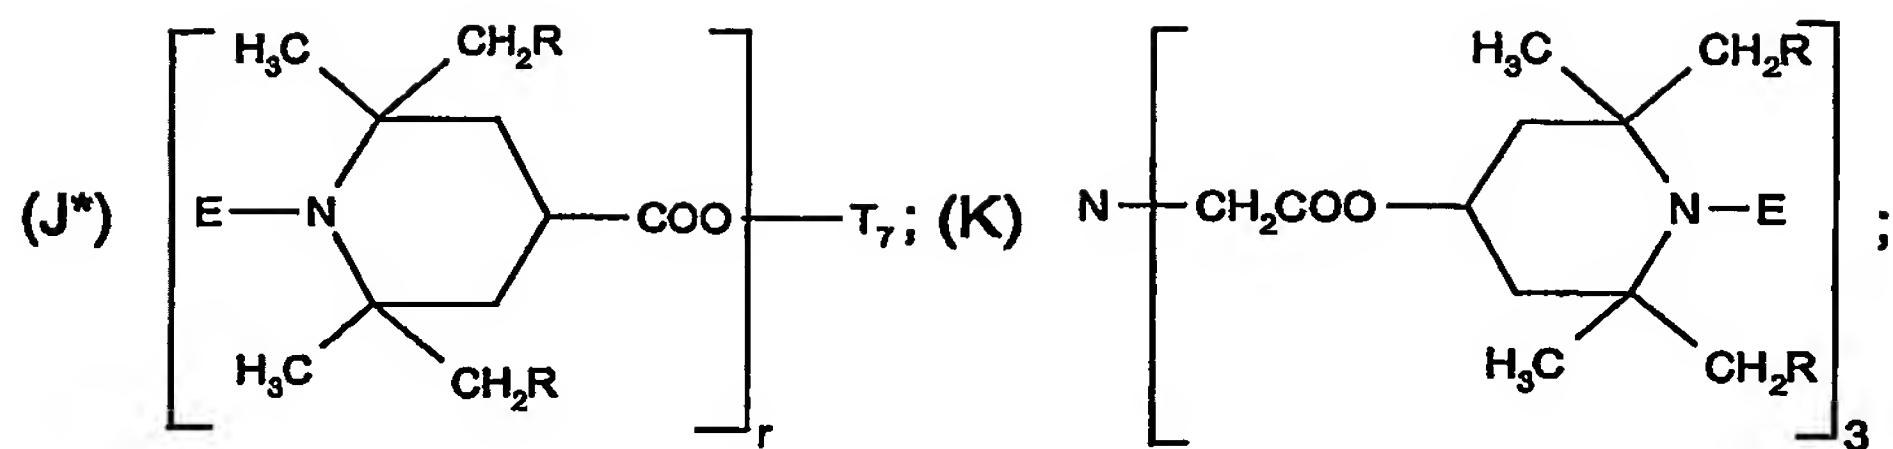 H₃C CH₂R H₃C CH₂R
(J*) E N COO T₇; (K) N CH₂COO N E ;
H₃C CH₂R H₃C CH₂R
r 3